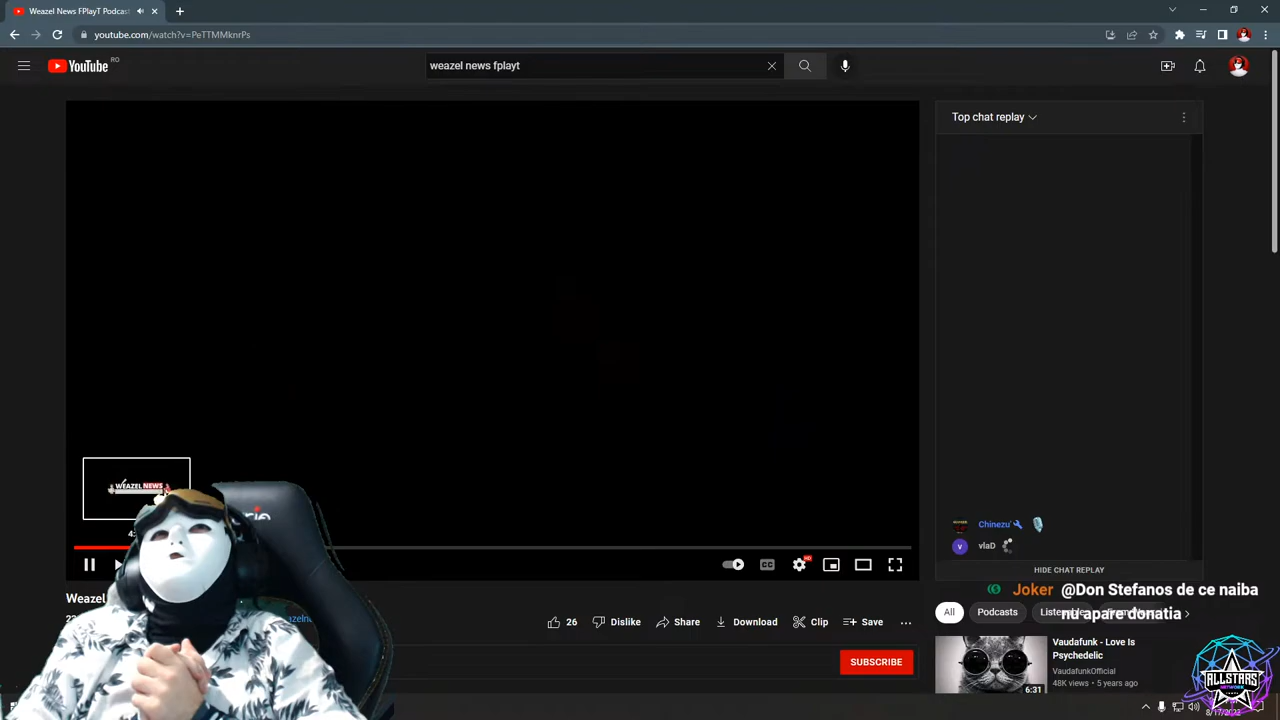 Weazel News FPlayT Podcas
youtube.com/watch?v=PeTTMMknrPs
YouTube RO
weazel news fplayt
Top chat replay
WEAZEL NEWS
Chinezu'
vlaD
HIDE CHAT REPLAY
Joker @Don Stefanos de ce naiba
nu apare donatia
All
Podcasts
Weazel
26
Dislike
Share
Download
Clip
Save
SUBSCRIBE
Vaudafunk - Love Is
Psychedelic
VaudafunkOfficial
48K views • 5 years ago
6:31
ALLSTARS
NETWORK